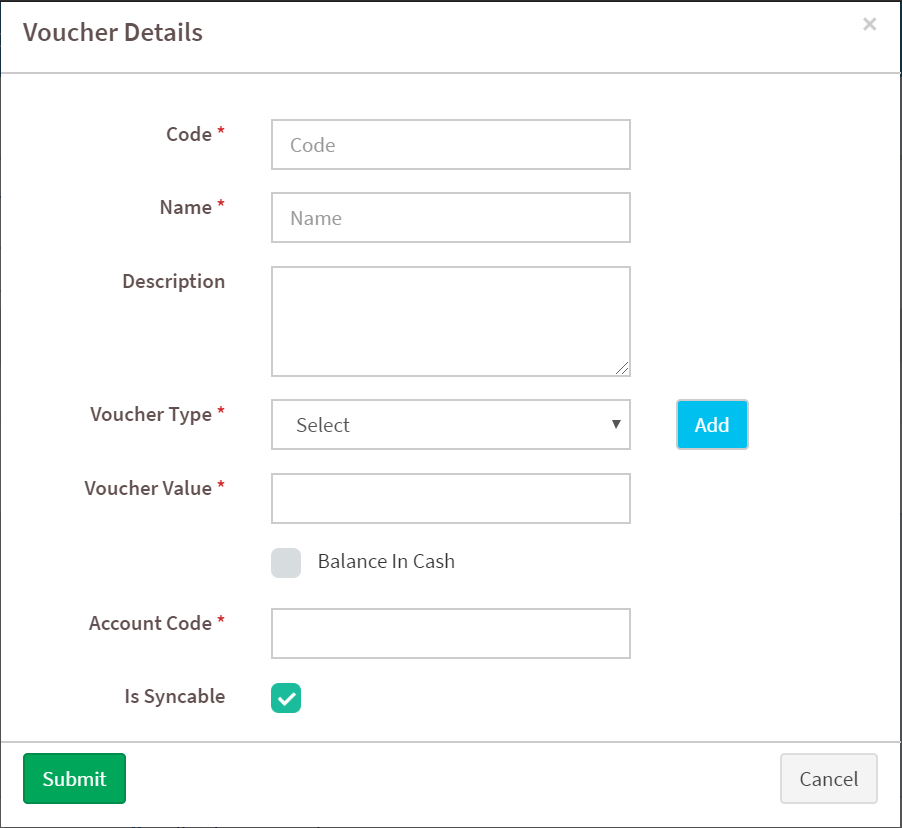 Voucher Details ×
Code * Code
Name * Name
Description
Voucher Type * Select ▼ Add
Voucher Value *
Balance In Cash
Account Code *
Is Syncable
Submit Cancel